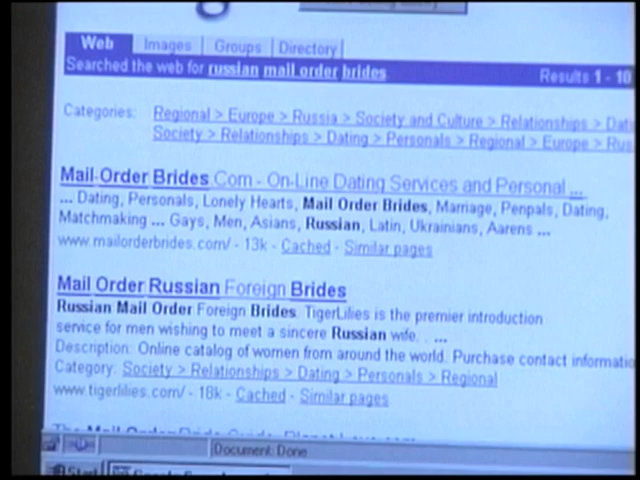 Web Images Groups Directory
Searched the web for russian mail order brides Results 1 - 10
Categories: Regional > Europe > Russia > Society and Culture > Relationships >
Society > Relationships > Dating > Personals > Regional > Europe >
Mail-Order Brides.Com - On-Line Dating Services and Personal ...
... Dating, Personals, Lonely Hearts, Mail Order Brides, Marriage, Penpals, Dating,
Matchmaking ... Gays, Men, Asians, Russian, Latin, Ukrainians, Aarens ...
www.mailorderbrides.com/ - 13k - Cached - Similar pages
Mail Order Russian Foreign Brides
Russian Mail Order Foreign Brides. TigerLilies is the premier introduction
service for men wishing to meet a sincere Russian wife. . ...
Description: Online catalog of women from around the world. Purchase contact
Category: Society > Relationships > Dating > Personals > Regional
www.tigerlilies.com/ - 18k - Cached - Similar pages
Document: Done
Start